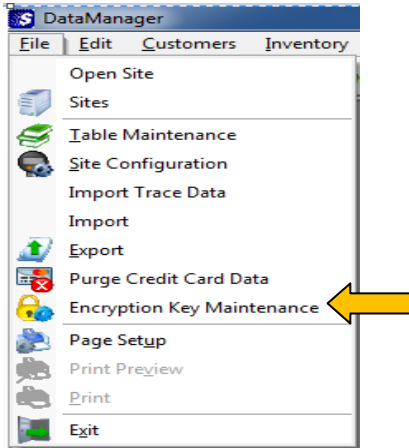 DataManager
File Edit Customers Inventory
Open Site
Sites
Table Maintenance
Site Configuration
Import Trace Data
Import
Export
Purge Credit Card Data
Encryption Key Maintenance
Page Setup
Print Preview
Print
Exit